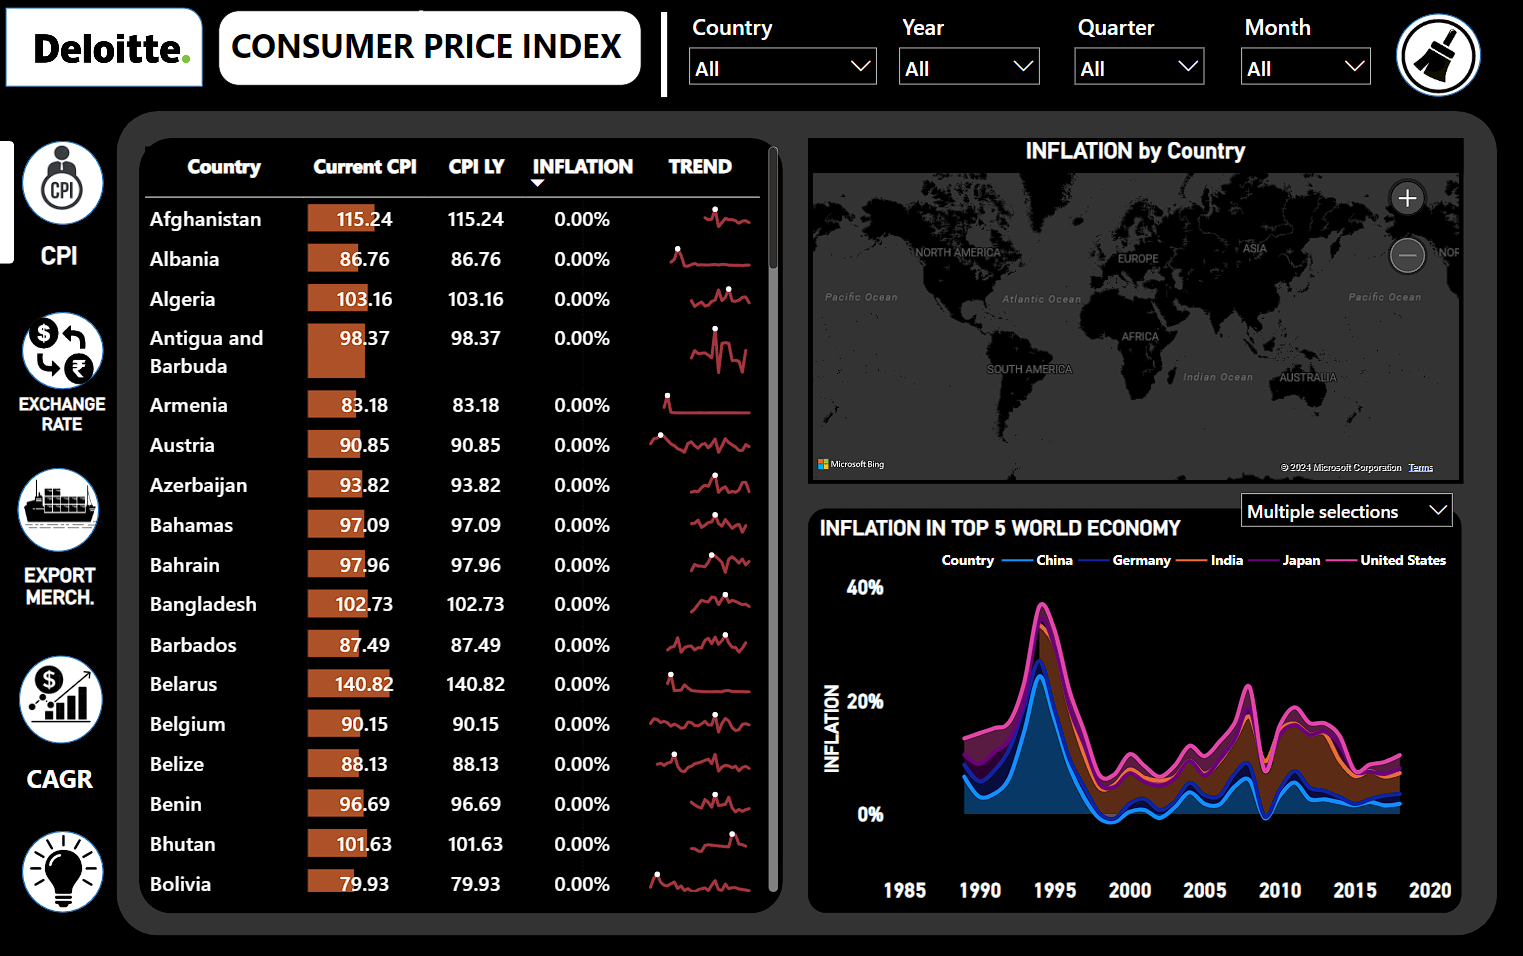 Deloitte.
CONSUMER PRICE INDEX
Country
Year
Quarter
Month
All
All
All
All
CPI
CPI
$
₹
EXCHANGE
RATE
EXPORT
MERCH.
$
CAGR
Country Current CPI CPI LY INFLATION TREND
Afghanistan 115.24 115.24 0.00%
Albania 86.76 86.76 0.00%
Algeria 103.16 103.16 0.00%
Antigua and 98.37 98.37 0.00%
Barbuda
Armenia 83.18 83.18 0.00%
Austria 90.85 90.85 0.00%
Azerbaijan 93.82 93.82 0.00%
Bahamas 97.09 97.09 0.00%
Bahrain 97.96 97.96 0.00%
Bangladesh 102.73 102.73 0.00%
Barbados 87.49 87.49 0.00%
Belarus 140.82 140.82 0.00%
Belgium 90.15 90.15 0.00%
Belize 88.13 88.13 0.00%
Benin 96.69 96.69 0.00%
Bhutan 101.63 101.63 0.00%
Bolivia 79.93 79.93 0.00%
INFLATION by Country
NORTH AMERICA
EUROPE
ASIA
NOR
Pacific Ocean
Atlantic Ocean
Pacific Ocean
AFRICA
SOUTH AMERICA
Indian Ocean
AUSTRALIA
Microsoft Bing
© 2024 Microsoft Corporation Terms
Multiple selections
INFLATION IN TOP 5 WORLD ECONOMY
Country China Germany India Japan United States
INFLATION
40%
20%
0%
1985 1990 1995 2000 2005 2010 2015 2020